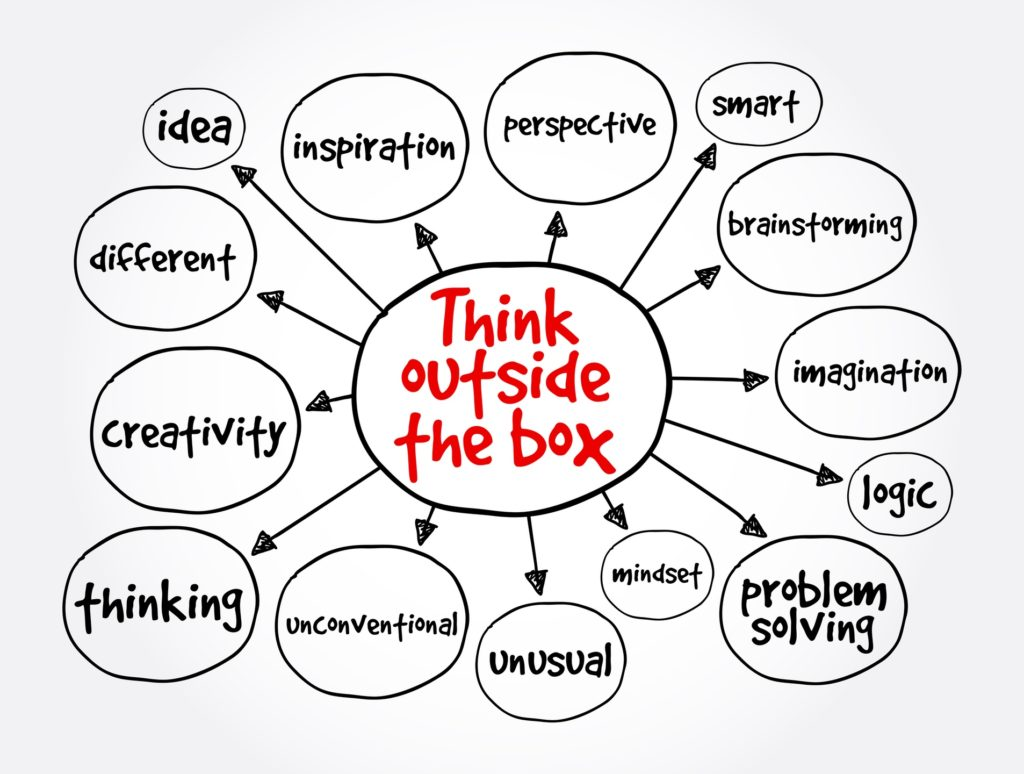 idea
inspiration
perspective
smart
different
brainstorming
Think
outside
the box
imagination
creativity
logic
thinking
unconventional
unusual
mindset
problem
solving